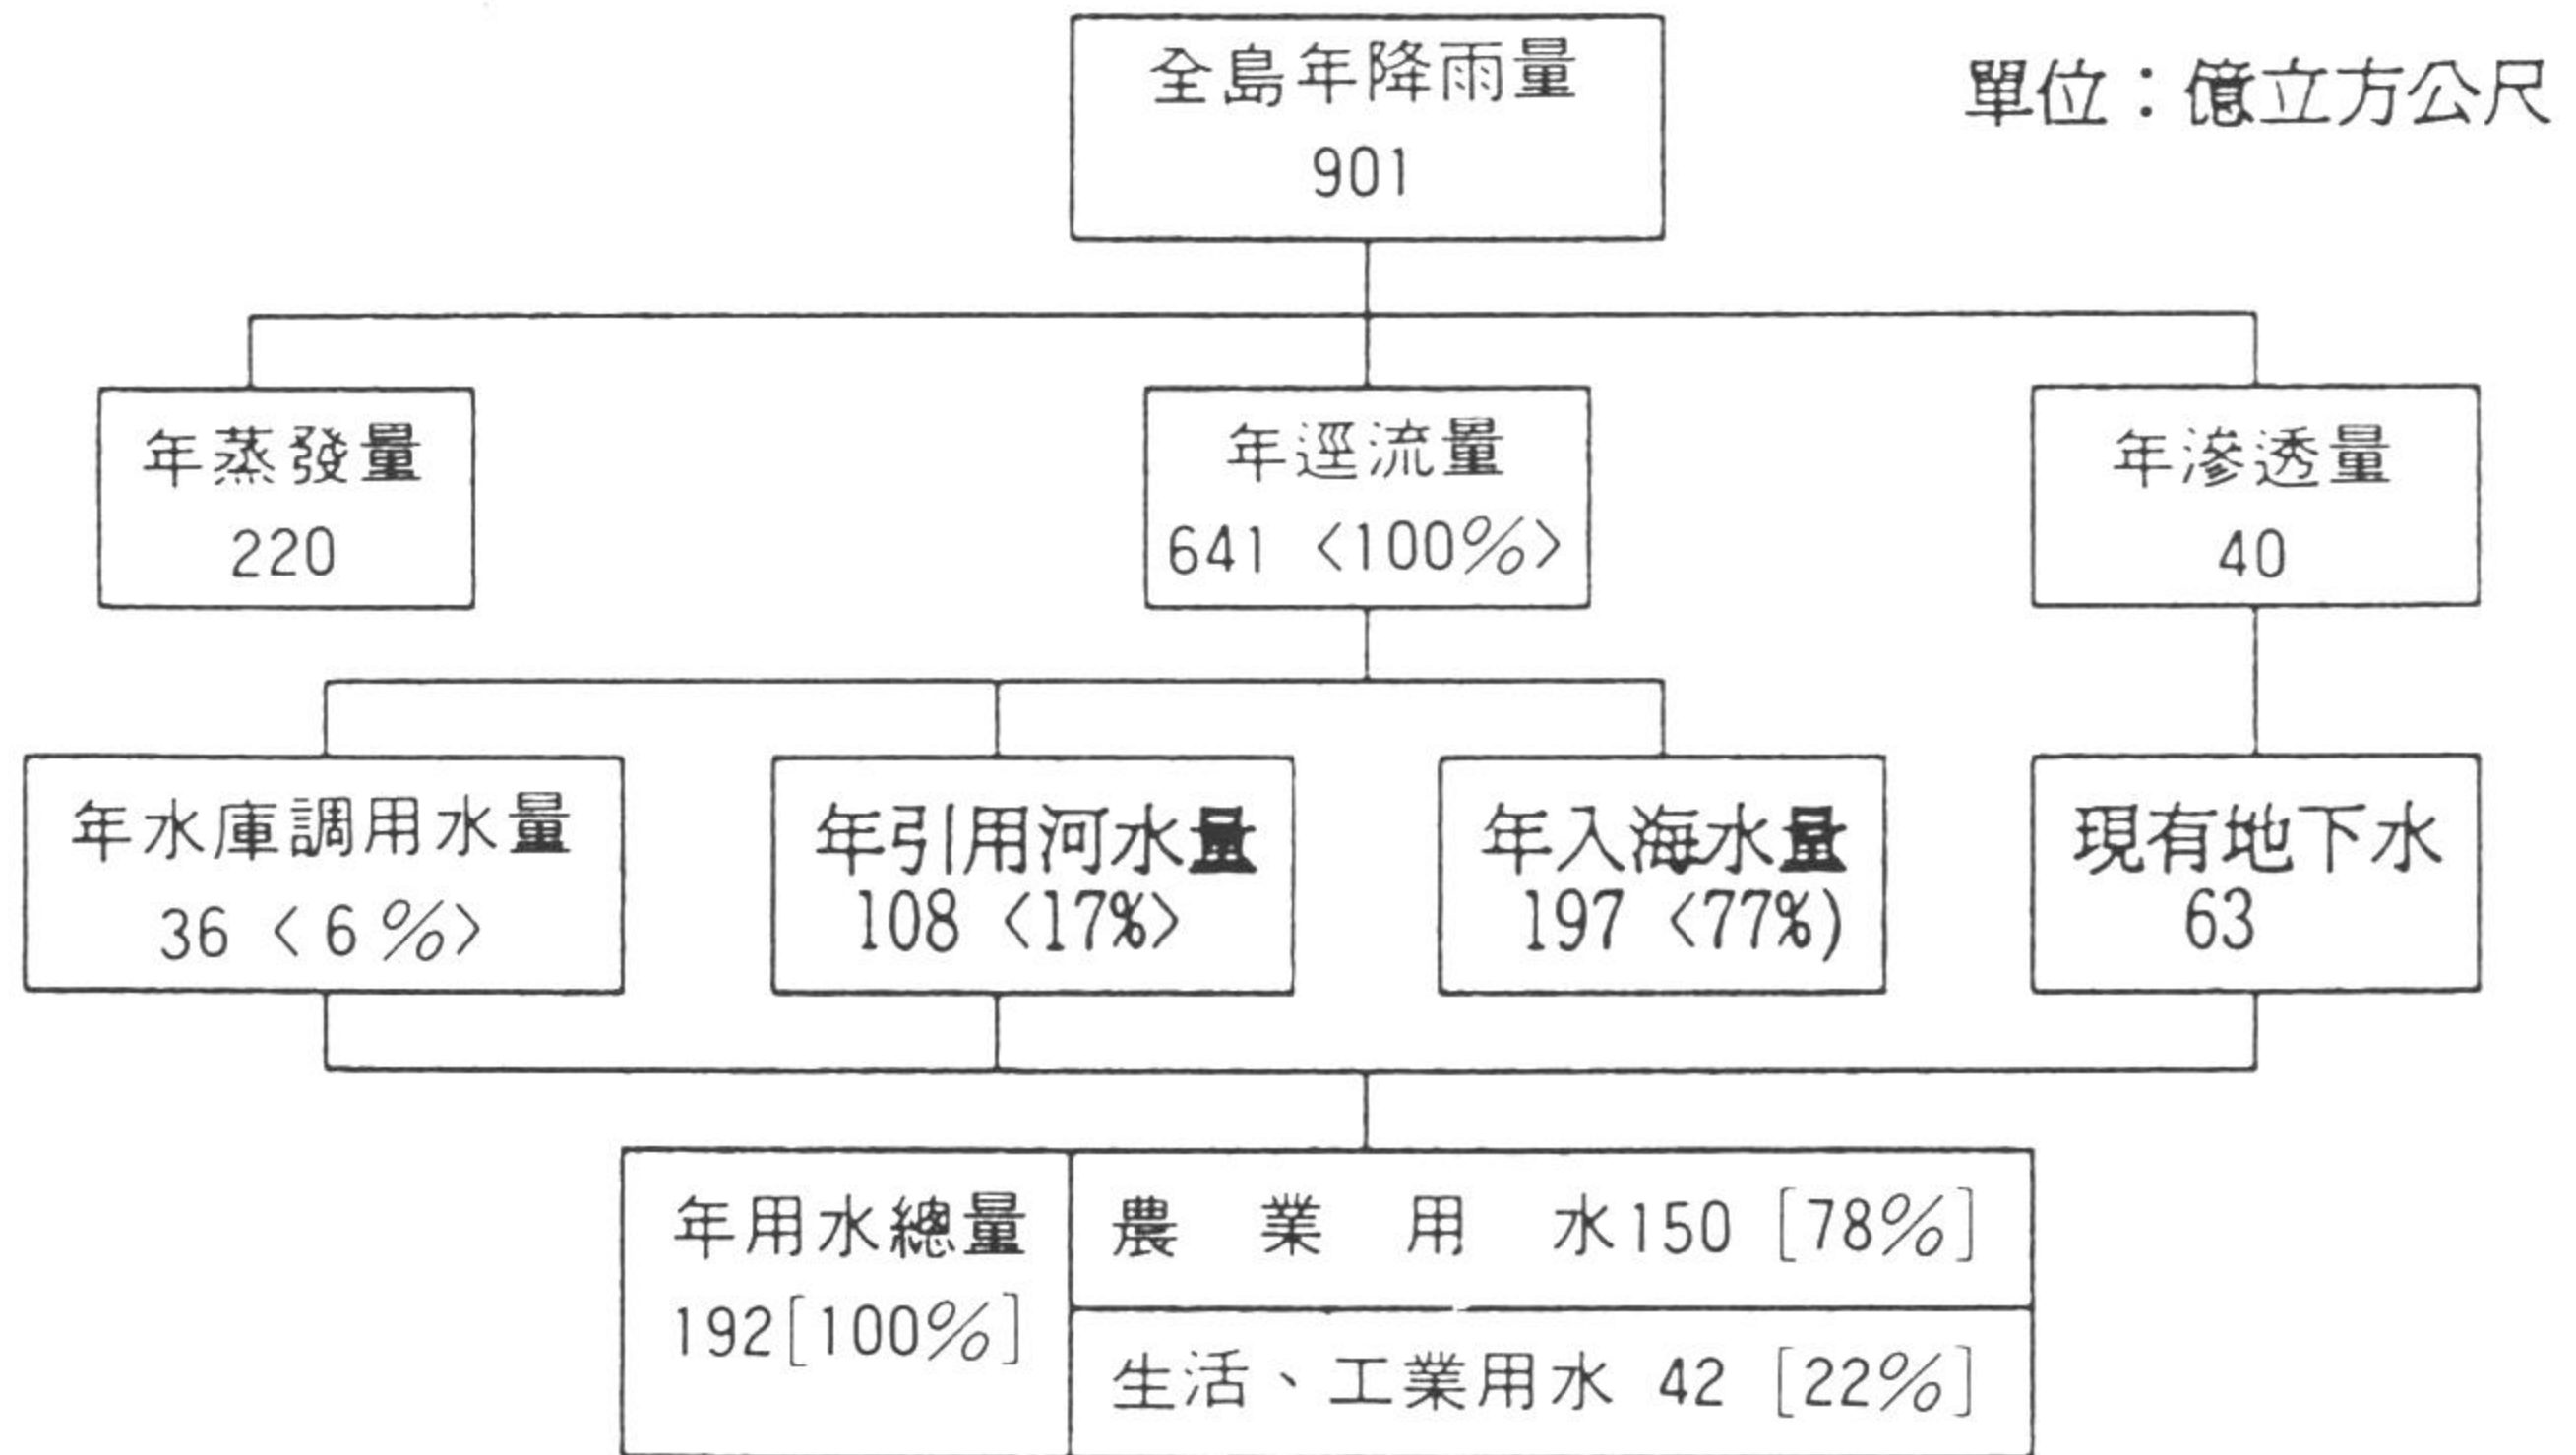 全島年降雨量
901
單位：億立方公尺
年蒸發量
220
年逕流量
641 <100%>
年滲透量
40
年水庫調用水量
36 < 6 %>
年引用河水量
108 <17%>
年入海水量
197 <77%)
現有地下水
63
年用水總量
192[100%]
農業用水150 [78%]
生活、工業用水 42 [22%]